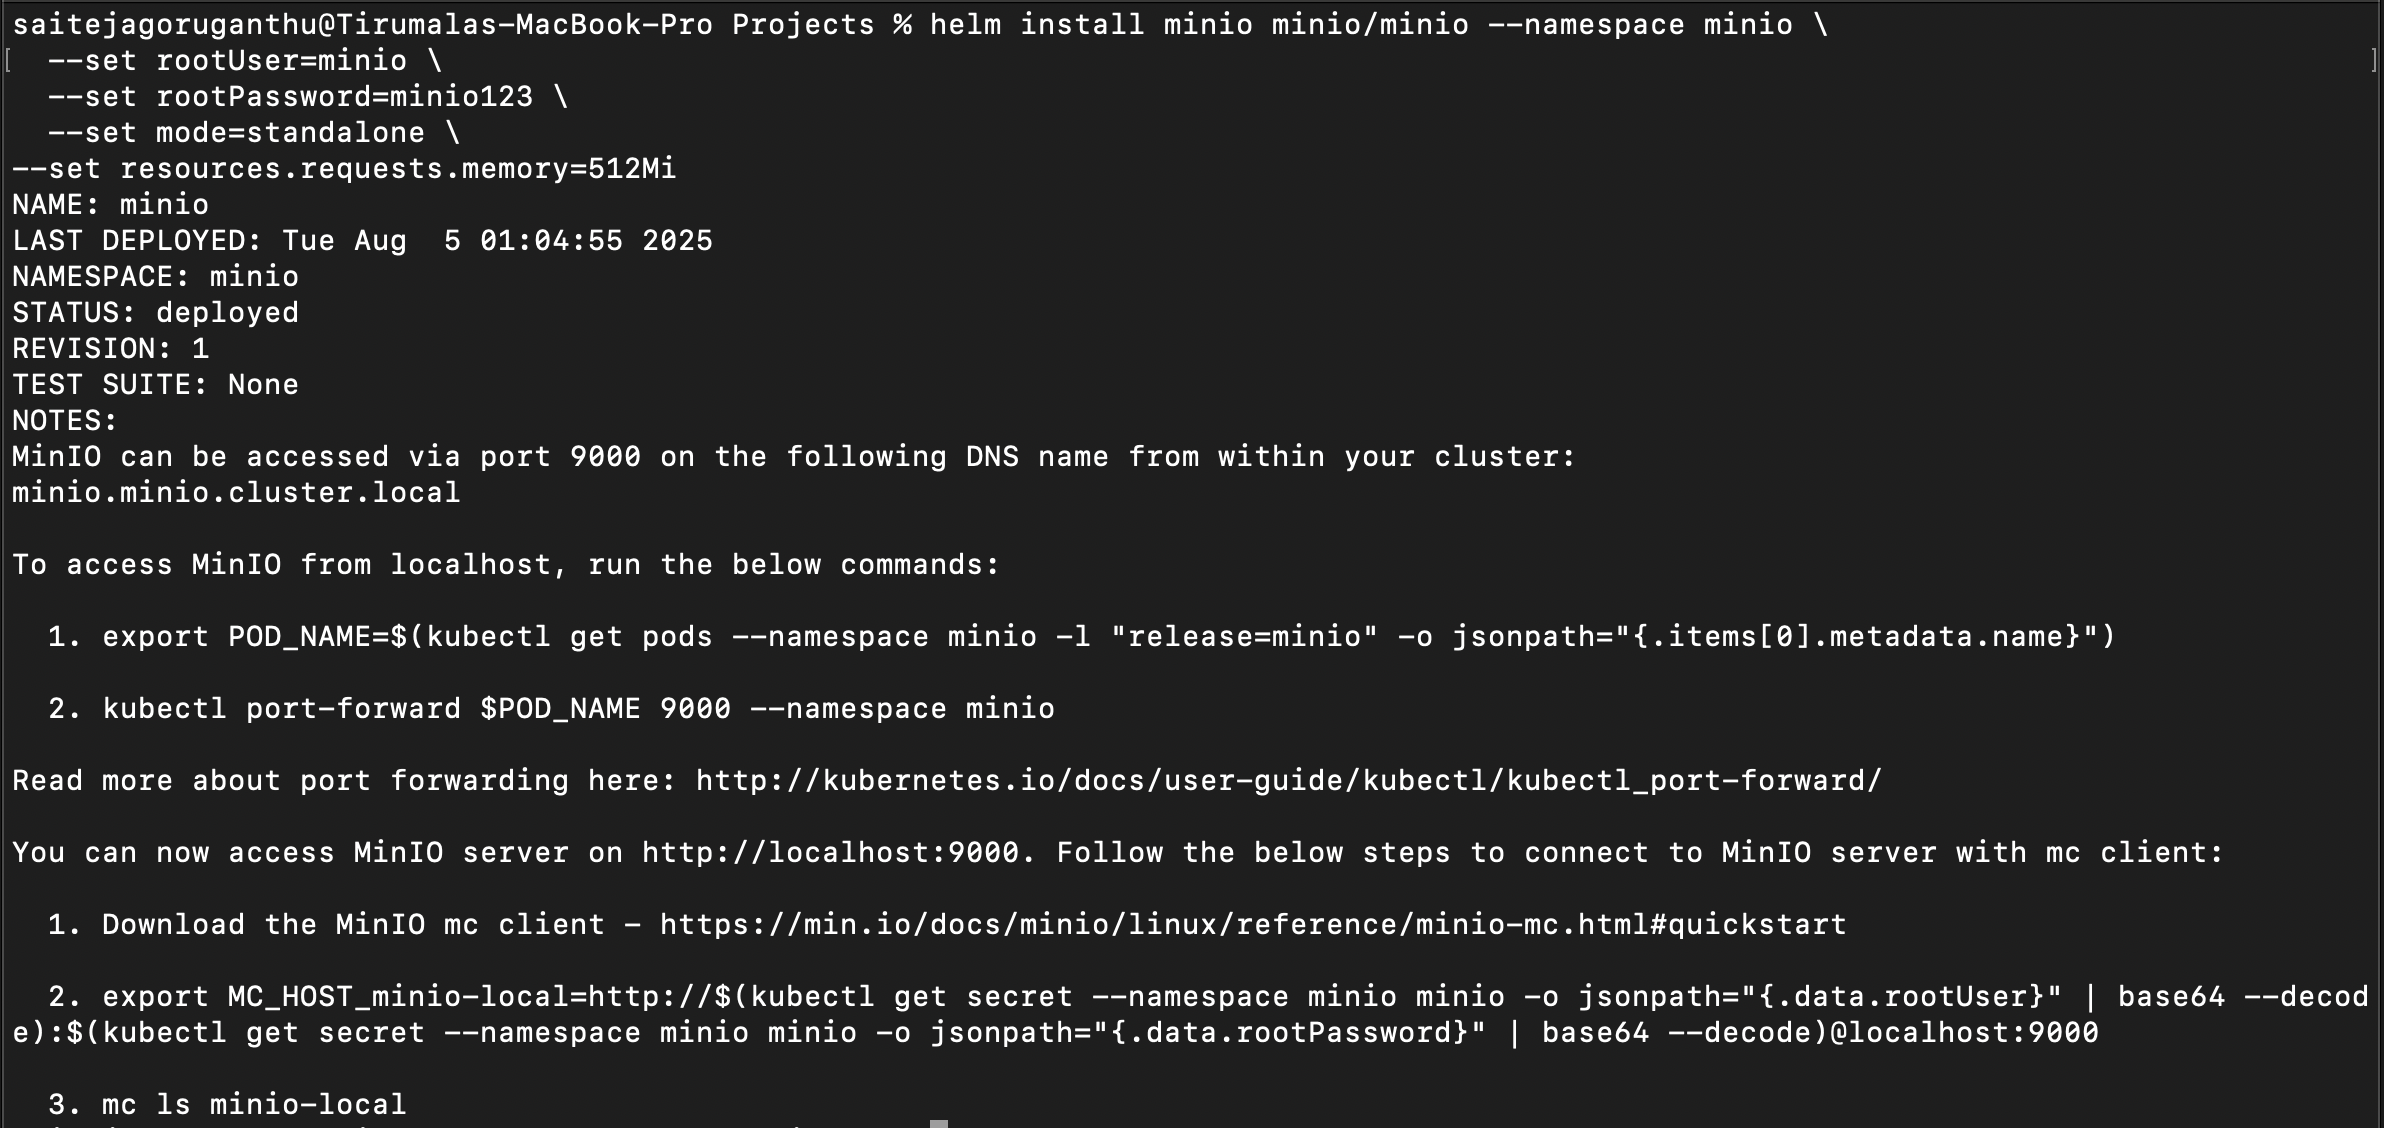 saitejagoruganthu@Tirumalas-MacBook-Pro Projects % helm install minio minio/minio --namespace minio \
[  --set rootUser=minio \ ]
  --set rootPassword=minio123 \
  --set mode=standalone \
--set resources.requests.memory=512Mi
NAME: minio
LAST DEPLOYED: Tue Aug  5 01:04:55 2025
NAMESPACE: minio
STATUS: deployed
REVISION: 1
TEST SUITE: None
NOTES:
MinIO can be accessed via port 9000 on the following DNS name from within your cluster:
minio.minio.cluster.local

To access MinIO from localhost, run the below commands:

  1. export POD_NAME=$(kubectl get pods --namespace minio -l "release=minio" -o jsonpath="{.items[0].metadata.name}")

  2. kubectl port-forward $POD_NAME 9000 --namespace minio

Read more about port forwarding here: http://kubernetes.io/docs/user-guide/kubectl/kubectl_port-forward/

You can now access MinIO server on http://localhost:9000. Follow the below steps to connect to MinIO server with mc client:

  1. Download the MinIO mc client - https://min.io/docs/minio/linux/reference/minio-mc.html#quickstart

  2. export MC_HOST_minio-local=http://$(kubectl get secret --namespace minio minio -o jsonpath="{.data.rootUser}" | base64 --decod
e):$(kubectl get secret --namespace minio minio -o jsonpath="{.data.rootPassword}" | base64 --decode)@localhost:9000

  3. mc ls minio-local